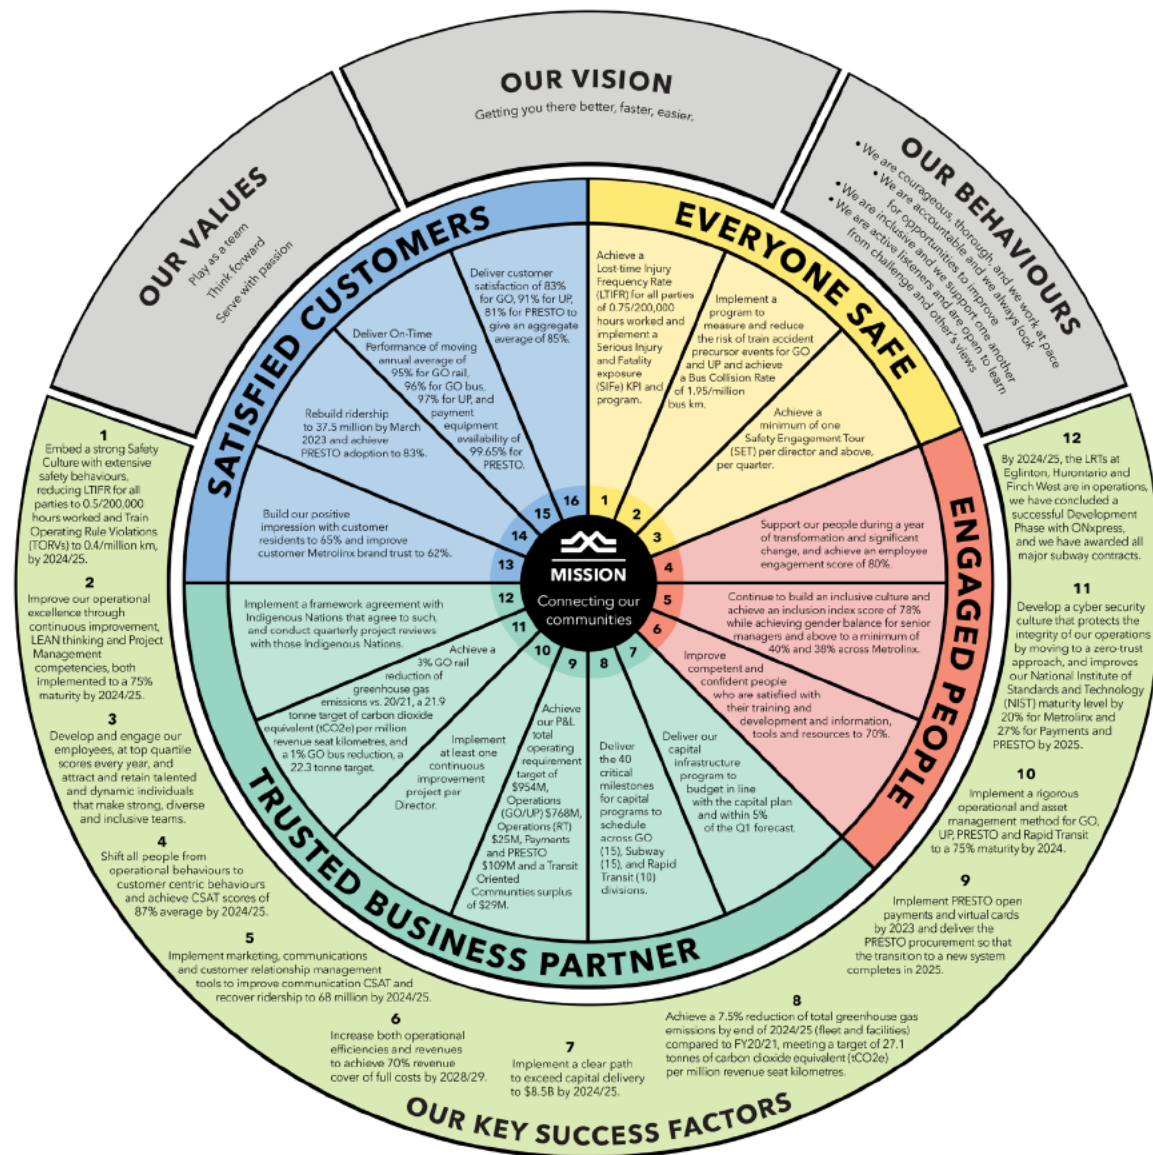 OUR VISION
Getting you there better, faster, easier.
OUR VALUES
Play as a team
Think forward
Serve with passion
OUR BEHAVIOURS
• We are courageous, thorough, and we work at pace
• We are accountable and we always look
for opportunities to improve
• We are inclusive and we support one another
• We are active listeners and are open to learn
from challenge and other's views
SATISFIED CUSTOMERS
EVERYONE SAFE
ENGAGED PEOPLE
TRUSTED BUSINESS PARTNER
MISSION
Connecting our
communities
1
Achieve a
Lost-time Injury
Frequency Rate
(LTIFR) for all parties
of 0.75/200,000
hours worked and
implement a
Serious Injury
and Fatality
exposure
(SIFe) KPI and
program.
2
Implement a
program to
measure and reduce
the risk of train accident
precursor events for GO
and UP and achieve
a Bus Collision Rate
of 1.95/million
bus km.
3
Achieve a
minimum of one
Safety Engagement Tour
(SET) per director and above,
per quarter.
4
Support our people during a year
of transformation and significant
change, and achieve an employee
engagement score of 80%.
5
Continue to build an inclusive culture and
achieve an inclusion index score of 78%
while achieving gender balance for senior
managers and above to a minimum of
40% and 38% across Metrolinx.
6
Improve
competent and
confident people
who are satisfied with
their training and
development and information,
tools and resources to 70%.
7
Deliver our
capital
infrastructure
program to
budget in line
with the capital plan
and within 5%
of the Q1 forecast.
8
Deliver
the 40
critical
milestones
for capital
programs to
schedule
across GO
(15), Subway
(15), and Rapid
Transit (10)
divisions.
9
Achieve
our P&L
total
operating
requirement
target of
$954M,
Operations
(GO/UP) $768M,
Operations (RT)
$25M, Payments
and PRESTO
$109M and a Transit
Oriented
Communities surplus
of $29M.
10
Implement
at least one
continuous
improvement
project per
Director.
11
Achieve a
3% GO rail
reduction of
greenhouse gas
emissions vs. 20/21, a 21.9
tonne target of carbon dioxide
equivalent (tCO2e) per million
revenue seat kilometres, and
a 1% GO bus reduction, a
22.3 tonne target.
12
Implement a framework agreement with
Indigenous Nations that agree to such,
and conduct quarterly project reviews
with those Indigenous Nations.
13
Build our positive
impression with customer
residents to 65% and improve
customer Metrolinx brand trust to 62%.
14
Rebuild ridership
to 37.5 million by March
2023 and achieve
PRESTO adoption to 83%.
15
Deliver On-Time
Performance of moving
annual average of
95% for GO rail,
96% for GO bus,
97% for UP, and
payment
equipment
availability of
99.65% for
PRESTO.
16
Deliver customer
satisfaction of 83%
for GO, 91% for UP,
81% for PRESTO to
give an aggregate
average of 85%.
1
Embed a strong Safety
Culture with extensive
safety behaviours,
reducing LTIFR for all
parties to 0.5/200,000
hours worked and Train
Operating Rule Violations
(TORVs) to 0.4/million km,
by 2024/25.
2
Improve our operational
excellence through
continuous improvement,
LEAN thinking and Project
Management
competencies, both
implemented to a 75%
maturity by 2024/25.
3
Develop and engage our
employees, at top quartile
scores every year, and
attract and retain talented
and dynamic individuals
that make strong, diverse
and inclusive teams.
4
Shift all people from
operational behaviours to
customer centric behaviours
and achieve CSAT scores of
87% average by 2024/25.
5
Implement marketing, communications
and customer relationship management
tools to improve communication CSAT and
recover ridership to 68 million by 2024/25.
6
Increase both operational
efficiencies and revenues
to achieve 70% revenue
cover of full costs by 2028/29.
7
Implement a clear path
to exceed capital delivery
to $8.5B by 2024/25.
8
Achieve a 7.5% reduction of total greenhouse gas
emissions by end of 2024/25 (fleet and facilities)
compared to FY20/21, meeting a target of 27.1
tonnes of carbon dioxide equivalent (tCO2e)
per million revenue seat kilometres.
9
Implement PRESTO open
payments and virtual cards
by 2023 and deliver the
PRESTO procurement so that
the transition to a new system
completes in 2025.
10
Implement a rigorous
operational and asset
management method for GO,
UP, PRESTO and Rapid Transit
to a 75% maturity by 2024.
11
Develop a cyber security
culture that protects the
integrity of our operations
by moving to a zero-trust
approach, and improves
our National Institute of
Standards and Technology
(NIST) maturity level by
20% for Metrolinx and
27% for Payments and
PRESTO by 2025.
12
By 2024/25, the LRTs at
Eglinton, Hurontario and
Finch West are in operations,
we have concluded a
successful Development
Phase with ONxpress,
and we have awarded all
major subway contracts.
OUR KEY SUCCESS FACTORS